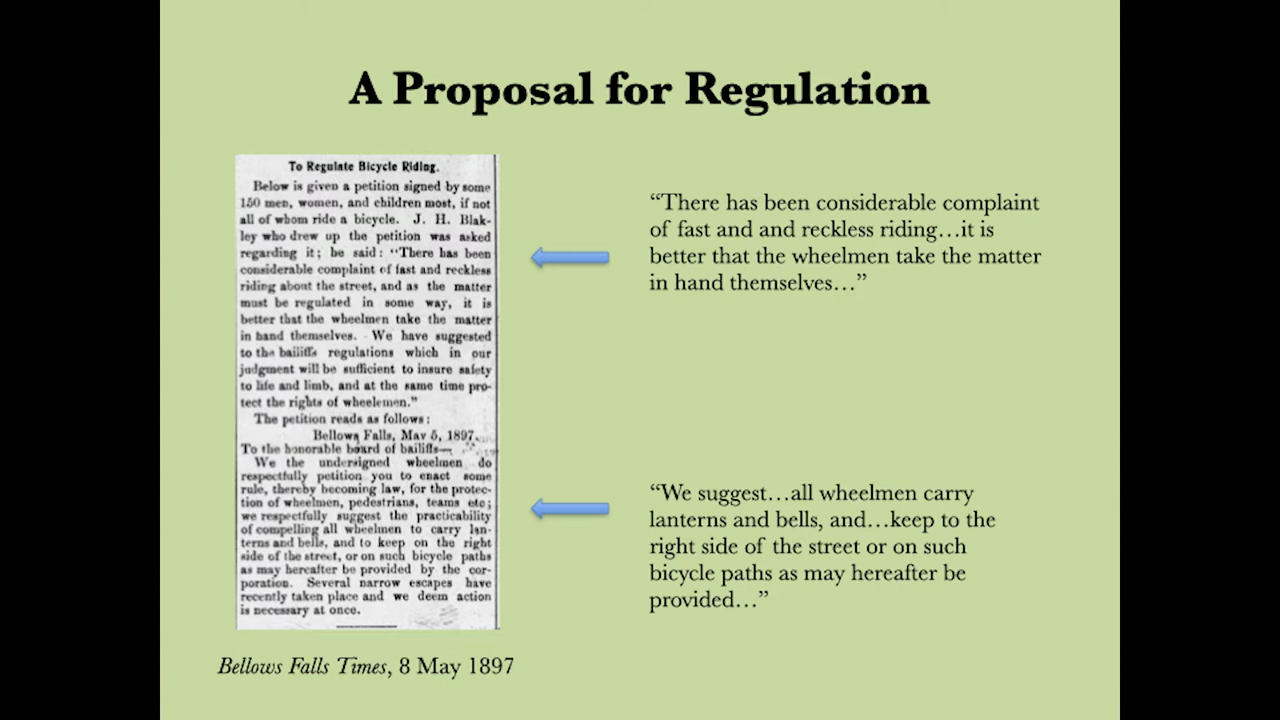 A Proposal for Regulation
To Regulate Bicycle Riding.
Below is given a petition signed by some
150 men, women, and children most, if not
all of whom ride a bicycle. J. H. Blak-
ley who drew up the petition was asked
regarding it; he said: "There has been
considerable complaint of fast and reckless
riding about the street, and as the matter
must be regulated in some way, it is
better that the wheelmen take the matter
in hand themselves. We have suggested
to the bailiffs regulations which in our
judgment will be sufficient to insure safety
to life and limb, and at the same time pro-
tect the rights of wheelemen."
The petition reads as follows:
Bellows Falls, May 5, 1897.
To the honorable board of bailiffs—
We the undersigned wheelmen do
respectfully petition you to enact some
rule, thereby becoming law, for the protec-
tion of wheelmen, pedestrians, teams etc;
we respectfully suggest the practicability
of compelling all wheelmen to carry lan-
terns and bells, and to keep on the right
side of the street, or on such bicycle paths
as may hereafter be provided by the cor-
poration. Several narrow escapes have
recently taken place and we deem action
is necessary at once.
Bellows Falls Times, 8 May 1897
“There has been considerable complaint
of fast and and reckless riding…it is
better that the wheelmen take the matter
in hand themselves…”
“We suggest…all wheelmen carry
lanterns and bells, and…keep to the
right side of the street or on such
bicycle paths as may hereafter be
provided…”